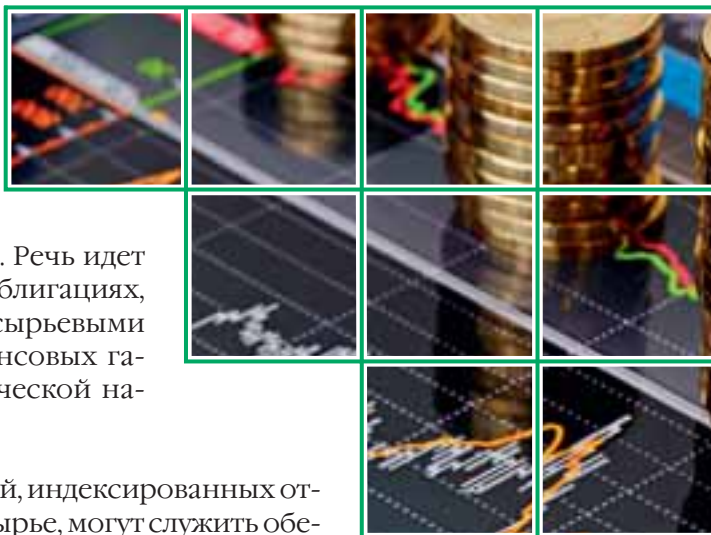 . Речь идет
блигациях,
сырьевыми
нсовых га-
ческой на-
й, индексированных от-
ырье, могут служить обе-